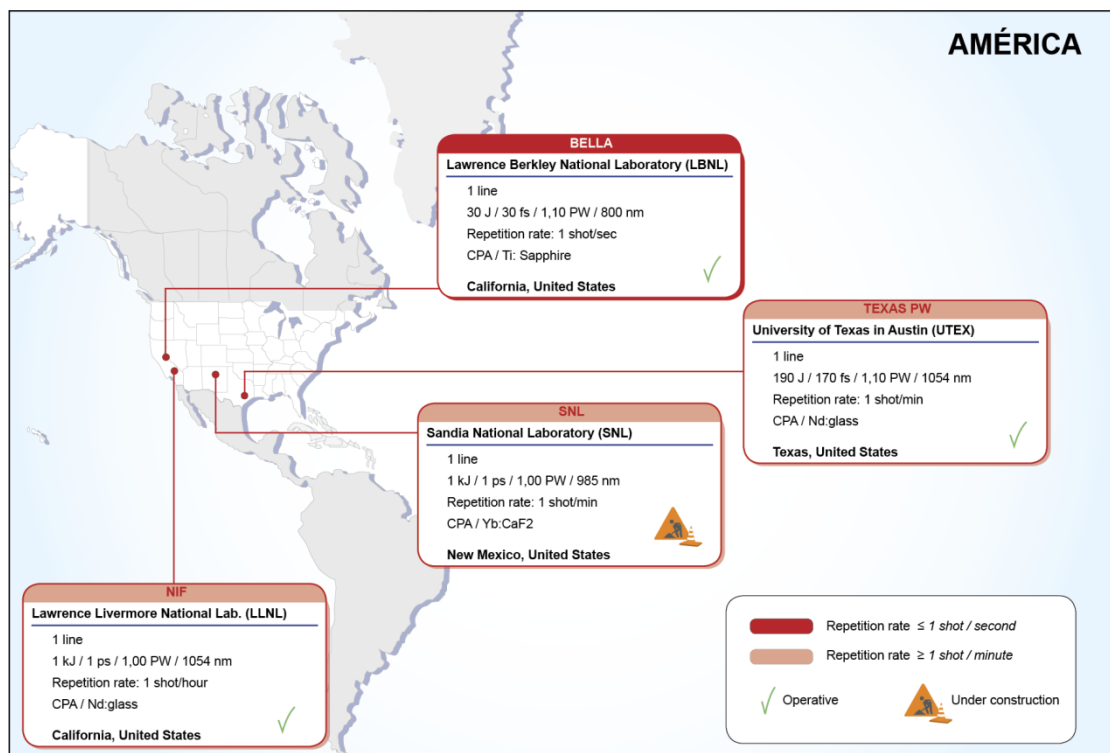 AMÉRICA
BELLA
Lawrence Berkley National Laboratory (LBNL)
1 line
30 J / 30 fs / 1,10 PW / 800 nm
Repetition rate: 1 shot/sec
CPA / Ti: Sapphire
California, United States
TEXAS PW
University of Texas in Austin (UTEX)
1 line
190 J / 170 fs / 1,10 PW / 1054 nm
Repetition rate: 1 shot/min
CPA / Nd:glass
Texas, United States
SNL
Sandia National Laboratory (SNL)
1 line
1 kJ / 1 ps / 1,00 PW / 985 nm
Repetition rate: 1 shot/min
CPA / Yb:CaF2
New Mexico, United States
NIF
Lawrence Livermore National Lab. (LLNL)
1 line
1 kJ / 1 ps / 1,00 PW / 1054 nm
Repetition rate: 1 shot/hour
CPA / Nd:glass
California, United States
Repetition rate ≤ 1 shot / second
Repetition rate ≥ 1 shot / minute
Operative
Under construction